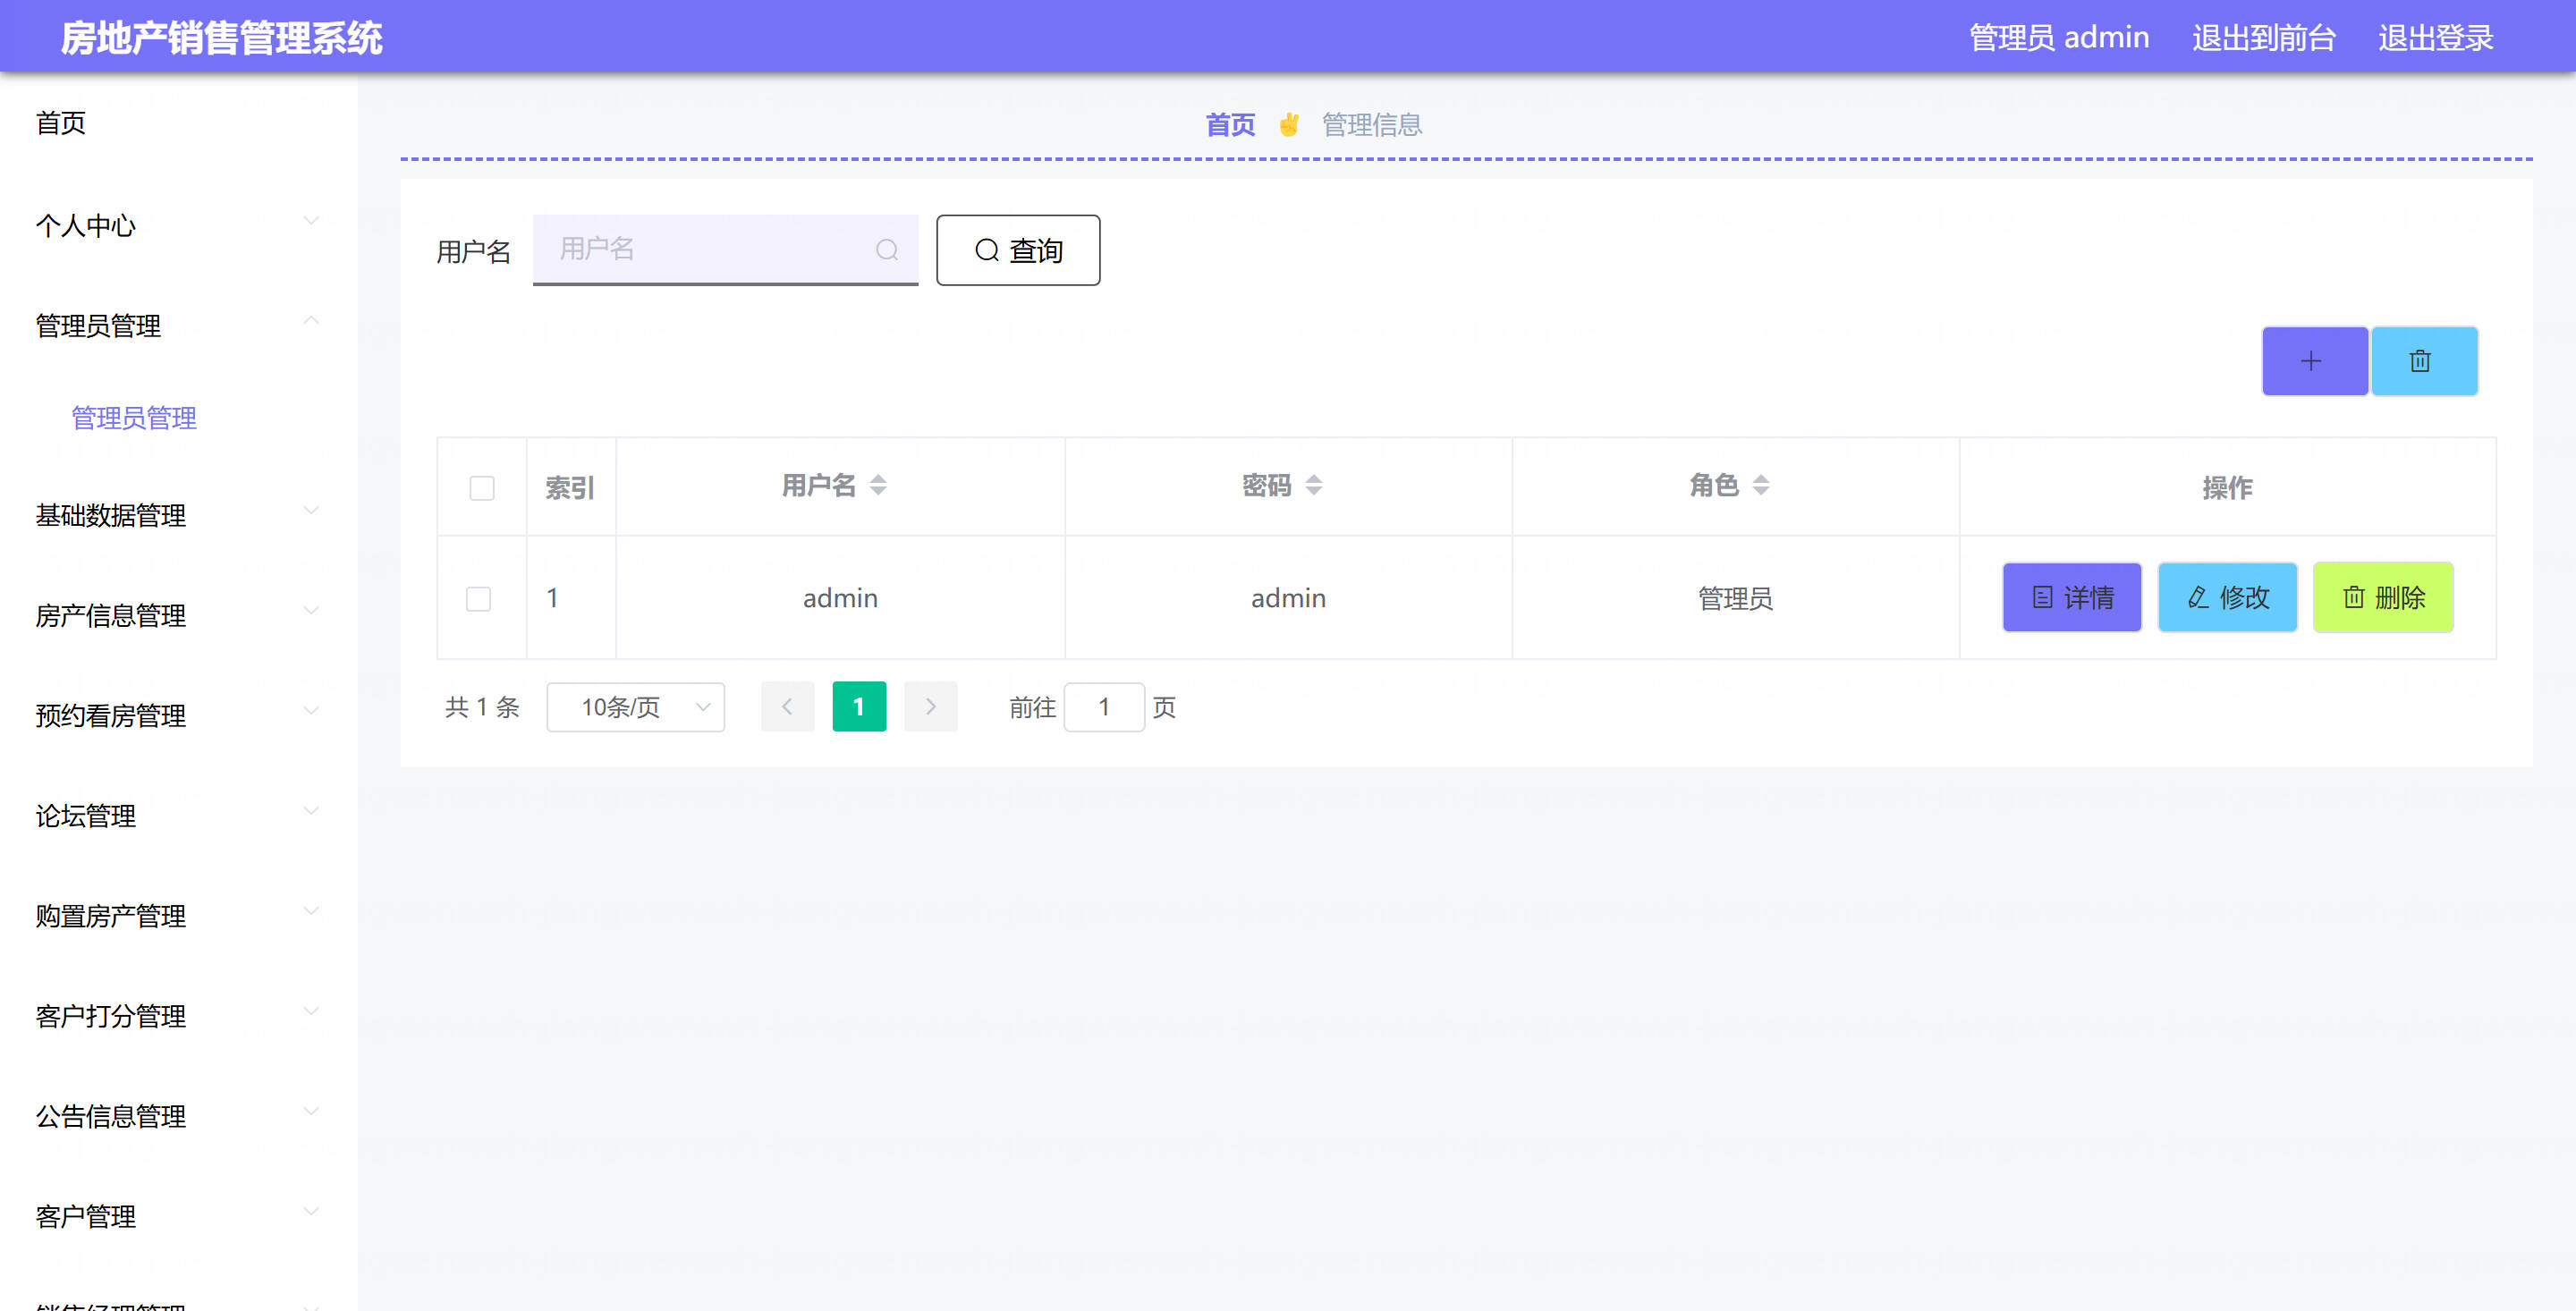 房地产销售管理系统
管理员 admin 退出到前台 退出登录
首页
个人中心
管理员管理
管理员管理
基础数据管理
房产信息管理
预约看房管理
论坛管理
购置房产管理
客户打分管理
公告信息管理
客户管理
销售经理管理
首页 管理信息
用户名 用户名 查询
索引 用户名 密码 角色 操作
1 admin admin 管理员 详情 修改 删除
共 1 条 10条/页 1 前往 1 页